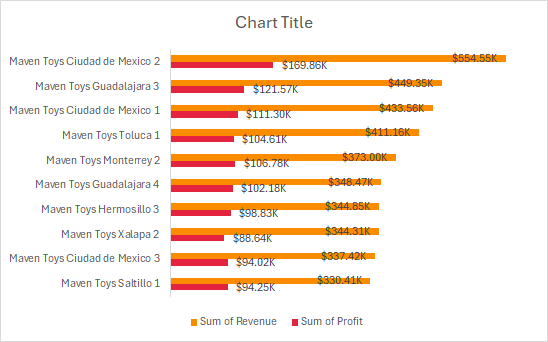 Chart Title
Maven Toys Ciudad de Mexico 2 $554.55K
$169.86K
Maven Toys Guadalajara 3 $449.35K
$121.57K
Maven Toys Ciudad de Mexico 1 $433.56K
$111.30K
Maven Toys Toluca 1 $411.16K
$104.61K
Maven Toys Monterrey 2 $373.00K
$106.78K
Maven Toys Guadalajara 4 $348.47K
$102.18K
Maven Toys Hermosillo 3 $344.85K
$98.83K
Maven Toys Xalapa 2 $344.31K
$88.64K
Maven Toys Ciudad de Mexico 3 $337.42K
$94.02K
Maven Toys Saltillo 1 $330.41K
$94.25K
Sum of Revenue Sum of Profit